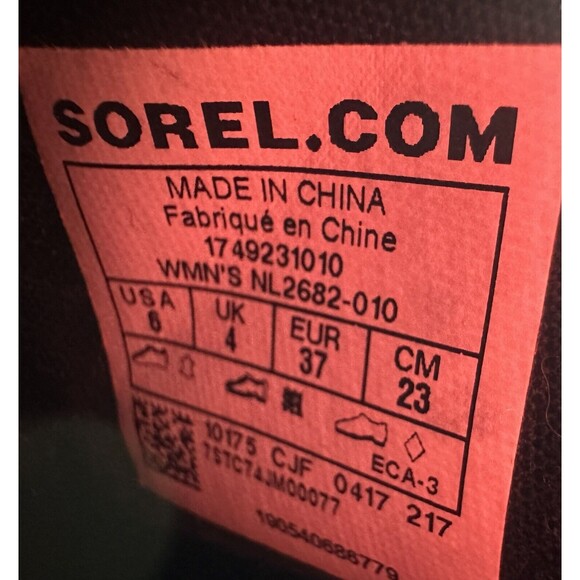 SOREL.COM
MADE IN CHINA
Fabriqué en Chine
1749231010
WMN'S NL2682-010
USA UK EUR CM
6 4 37 23
ECA-3
10175 CJF 0417 217
7STC74JM00077
190540686779